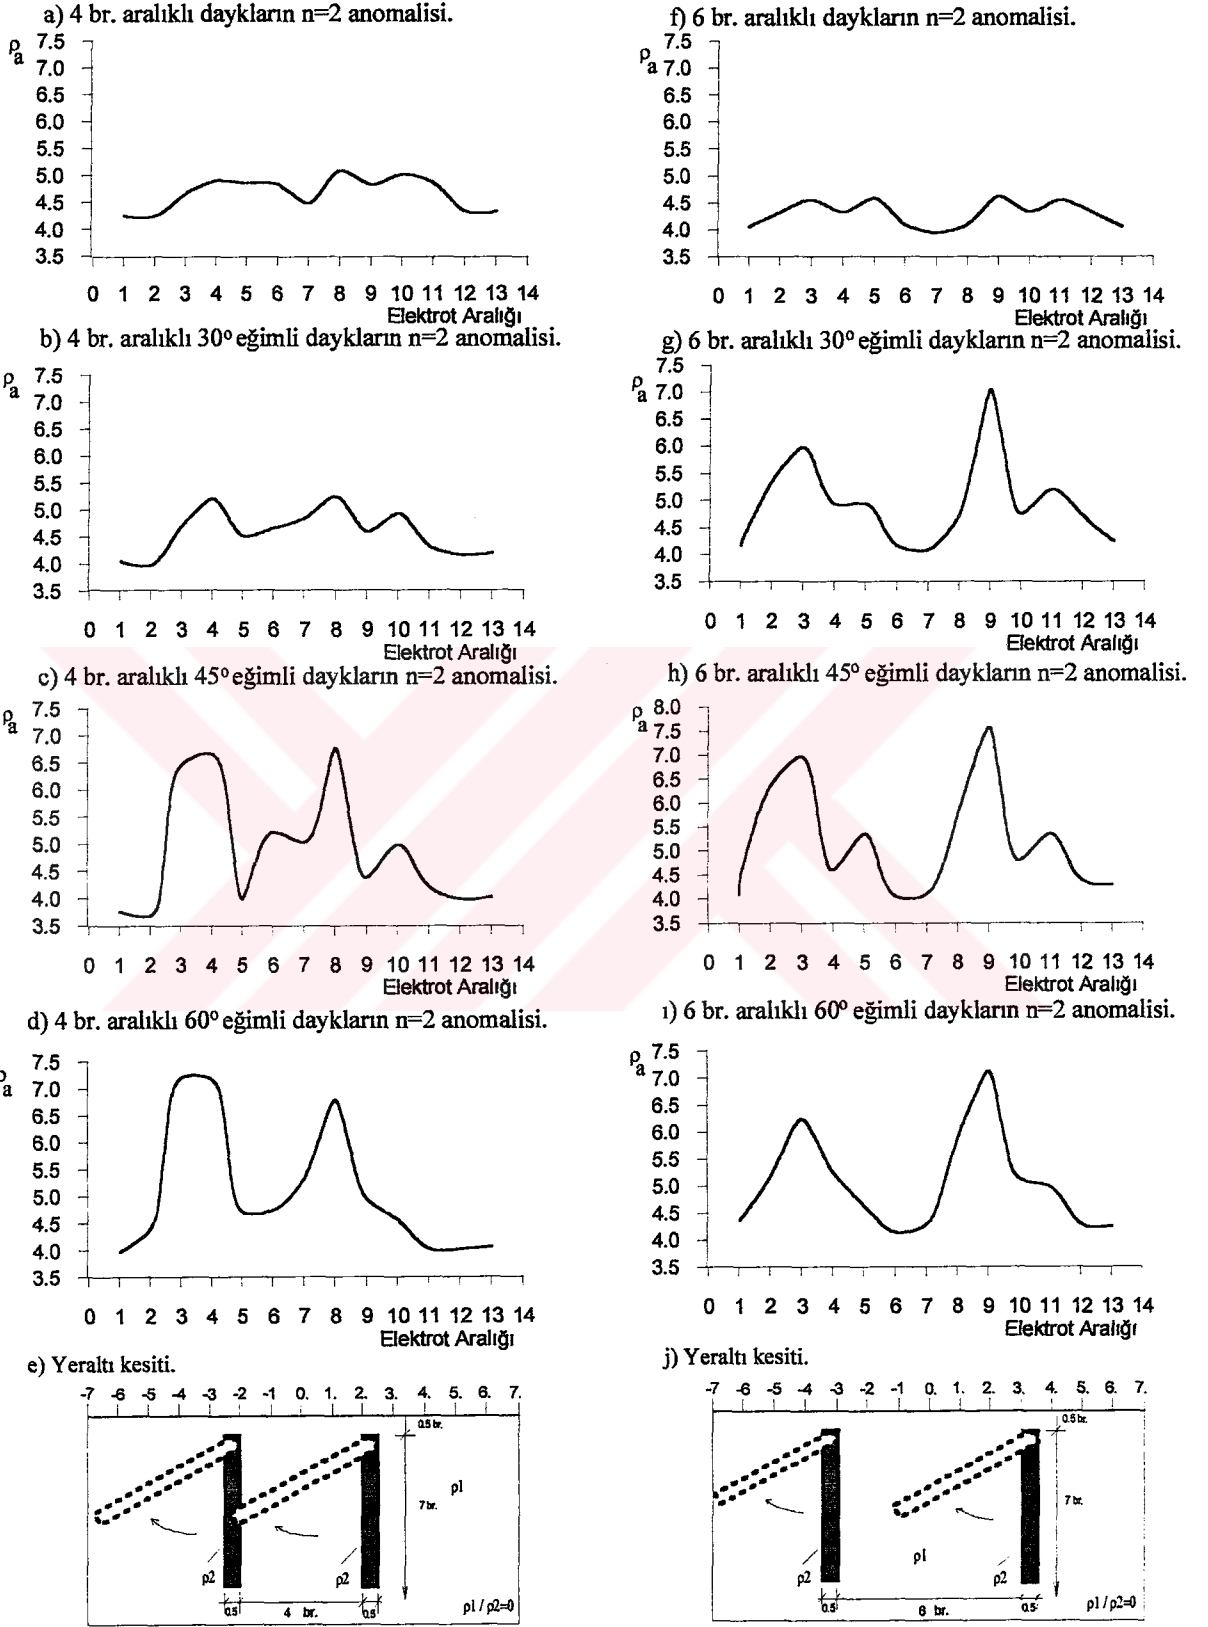 a) 4 br. aralıklı daykların n=2 anomalisi.
ρa
7.5
7.0
6.5
6.0
5.5
5.0
4.5
4.0
3.5
0 1 2 3 4 5 6 7 8 9 10 11 12 13 14
Elektrot Aralığı
b) 4 br. aralıklı 30º eğimli daykların n=2 anomalisi.
ρa
7.5
7.0
6.5
6.0
5.5
5.0
4.5
4.0
3.5
0 1 2 3 4 5 6 7 8 9 10 11 12 13 14
Elektrot Aralığı
c) 4 br. aralıklı 45º eğimli daykların n=2 anomalisi.
ρa
7.5
7.0
6.5
6.0
5.5
5.0
4.5
4.0
3.5
0 1 2 3 4 5 6 7 8 9 10 11 12 13 14
Elektrot Aralığı
d) 4 br. aralıklı 60º eğimli daykların n=2 anomalisi.
ρa
7.5
7.0
6.5
6.0
5.5
5.0
4.5
4.0
3.5
0 1 2 3 4 5 6 7 8 9 10 11 12 13 14
Elektrot Aralığı
e) Yeraltı kesiti.
-7 -6 -5 -4 -3 -2 -1 0. 1. 2. 3. 4. 5. 6. 7.
0.5 br.
ρ1
7 br.
ρ2
ρ2
0.5
4 br.
0.5
ρ1 / ρ2=0
f) 6 br. aralıklı daykların n=2 anomalisi.
ρa
7.5
7.0
6.5
6.0
5.5
5.0
4.5
4.0
3.5
0 1 2 3 4 5 6 7 8 9 10 11 12 13 14
Elektrot Aralığı
g) 6 br. aralıklı 30º eğimli daykların n=2 anomalisi.
ρa
7.5
7.0
6.5
6.0
5.5
5.0
4.5
4.0
3.5
0 1 2 3 4 5 6 7 8 9 10 11 12 13 14
Elektrot Aralığı
h) 6 br. aralıklı 45º eğimli daykların n=2 anomalisi.
ρa
8.0
7.5
7.0
6.5
6.0
5.5
5.0
4.5
4.0
3.5
0 1 2 3 4 5 6 7 8 9 10 11 12 13 14
Elektrot Aralığı
ı) 6 br. aralıklı 60º eğimli daykların n=2 anomalisi.
ρa
7.5
7.0
6.5
6.0
5.5
5.0
4.5
4.0
3.5
0 1 2 3 4 5 6 7 8 9 10 11 12 13 14
Elektrot Aralığı
j) Yeraltı kesiti.
-7 -6 -5 -4 -3 -2 -1 0. 1. 2. 3. 4. 5. 6. 7.
0.5 br.
7 br.
ρ1
ρ2
ρ2
0.5
6 br.
0.5
ρ1 / ρ2=0